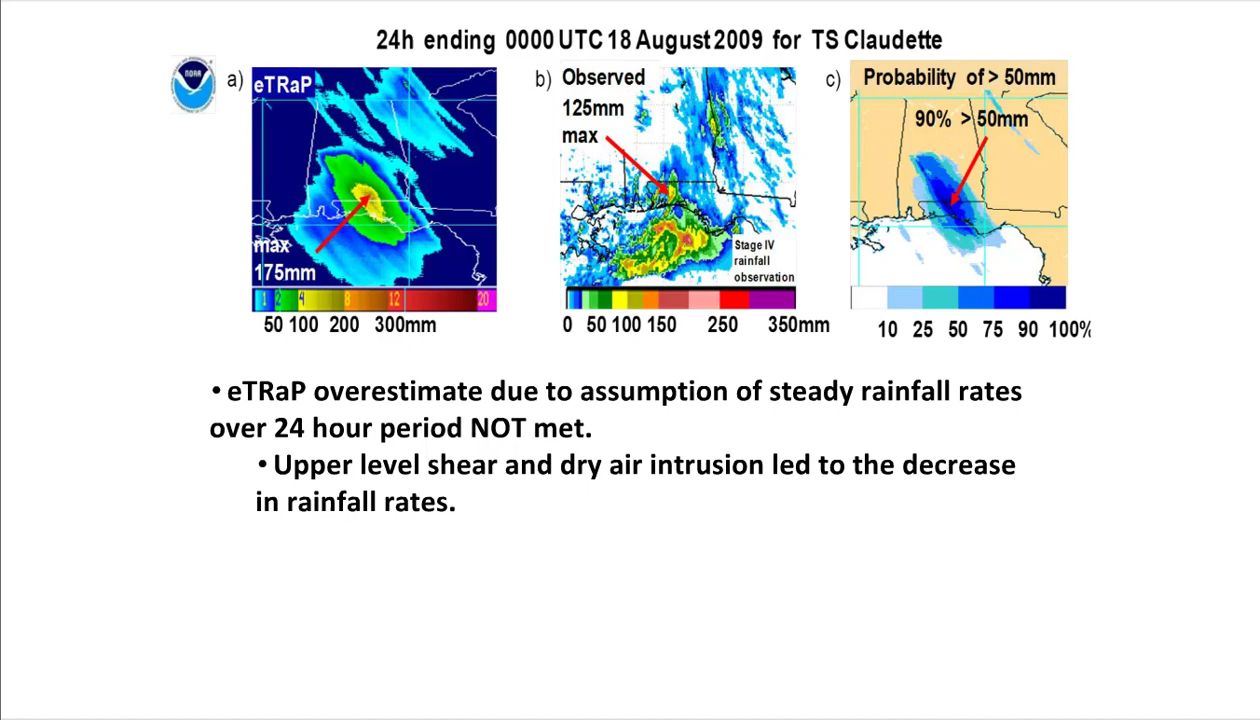 24h ending 0000 UTC 18 August 2009 for TS Claudette
NOAA
a)
eTRaP
max
175mm
1 2 4 8 12 20
50 100 200 300mm
b)
Observed
125mm
max
Stage IV
rainfall
observation
0 50 100 150 250 350mm
c)
Probability of > 50mm
90% > 50mm
10 25 50 75 90 100%
• eTRaP overestimate due to assumption of steady rainfall rates
over 24 hour period NOT met.
• Upper level shear and dry air intrusion led to the decrease
in rainfall rates.